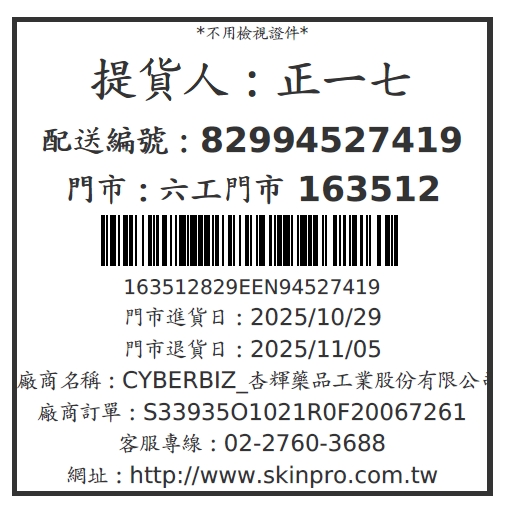 *不用檢視證件*
提貨人：正一七
配送編號：82994527419
門市：六工門市 163512
163512829EEN94527419
門市進貨日：2025/10/29
門市退貨日：2025/11/05
廠商名稱：CYBERBIZ_杏輝藥品工業股份有限公
廠商訂單：S33935O1021R0F20067261
客服專線：02-2760-3688
網址：http://www.skinpro.com.tw